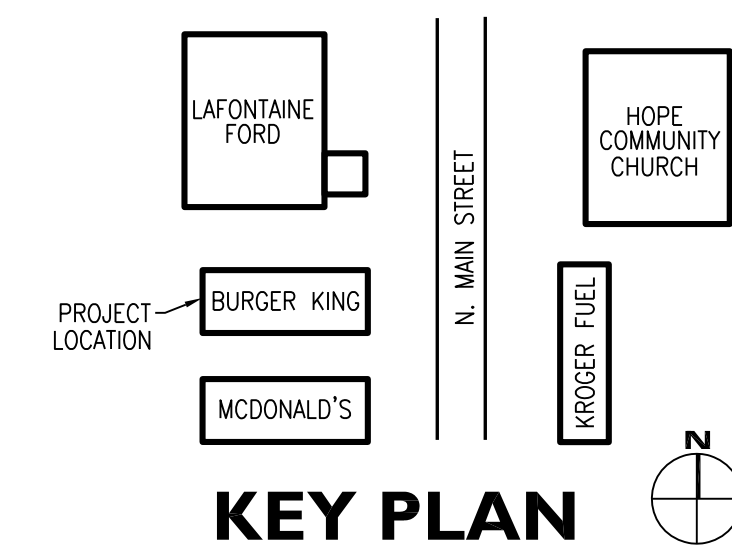 LAFONTAINE
FORD
HOPE
COMMUNITY
CHURCH
N. MAIN STREET
PROJECT
LOCATION
BURGER KING
KROGER FUEL
MCDONALD'S
N
KEY PLAN